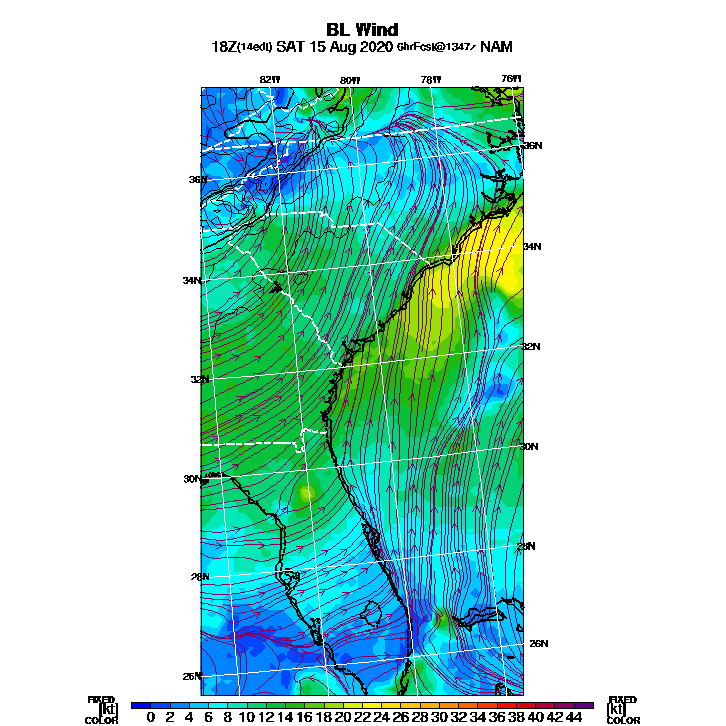 BL Wind
18Z(14edt) SAT 15 Aug 2020 6hrFcst@1347z NAM
82W 80W 78W 76W
36N 36N
34N 34N
32N 32N
30N 30N
28N 28N
26N 26N
FIXED FIXED
[kt] 0 2 4 6 8 10 12 14 16 18 20 22 24 26 28 30 32 34 36 38 40 42 44 [kt]
COLOR COLOR